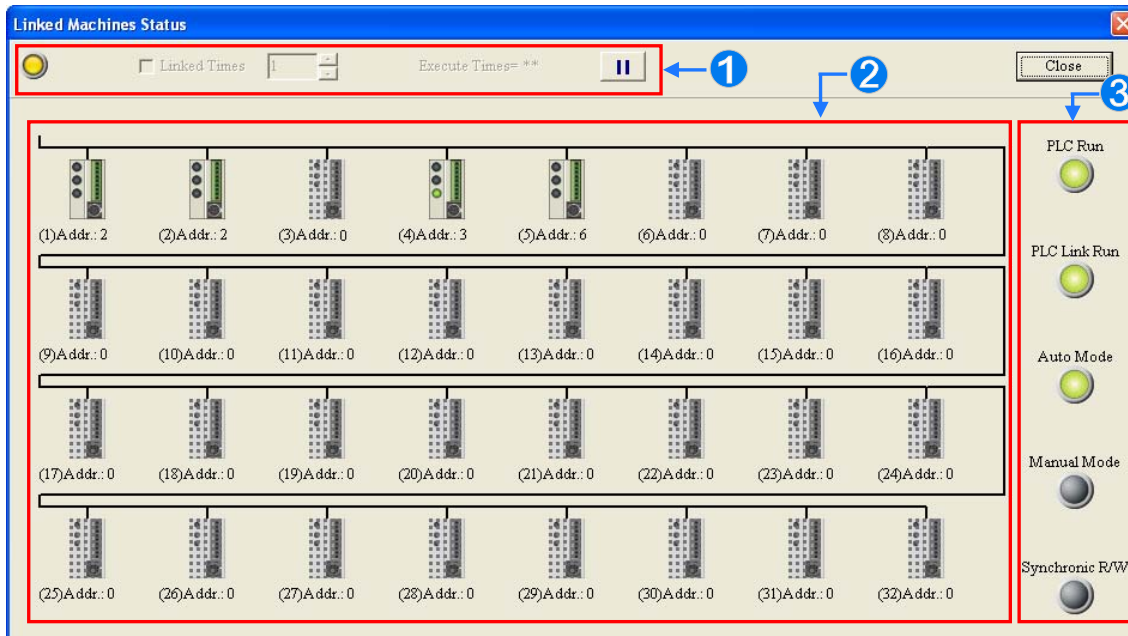 Linked Machines Status
Linked Times 1 Execute Times= ** Close
1
2
3
PLC Run
(1)Addr.: 2 (2)Addr.: 2 (3)Addr.: 0 (4)Addr.: 3 (5)Addr.: 6 (6)Addr.: 0 (7)Addr.: 0 (8)Addr.: 0
PLC Link Run
(9)Addr.: 0 (10)Addr.: 0 (11)Addr.: 0 (12)Addr.: 0 (13)Addr.: 0 (14)Addr.: 0 (15)Addr.: 0 (16)Addr.: 0
Auto Mode
(17)Addr.: 0 (18)Addr.: 0 (19)Addr.: 0 (20)Addr.: 0 (21)Addr.: 0 (22)Addr.: 0 (23)Addr.: 0 (24)Addr.: 0
Manual Mode
(25)Addr.: 0 (26)Addr.: 0 (27)Addr.: 0 (28)Addr.: 0 (29)Addr.: 0 (30)Addr.: 0 (31)Addr.: 0 (32)Addr.: 0
Synchronic R/W